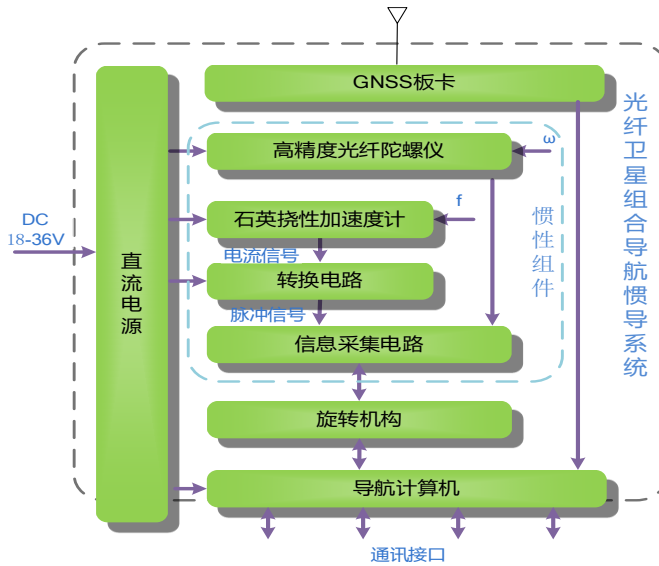 GNSS板卡
高精度光纤陀螺仪
ω
石英挠性加速度计
f
电流信号
转换电路
脉冲信号
信息采集电路
惯性组件
旋转机构
导航计算机
通讯接口
DC
18-36V
直流电源
光纤卫星组合导航惯导系统